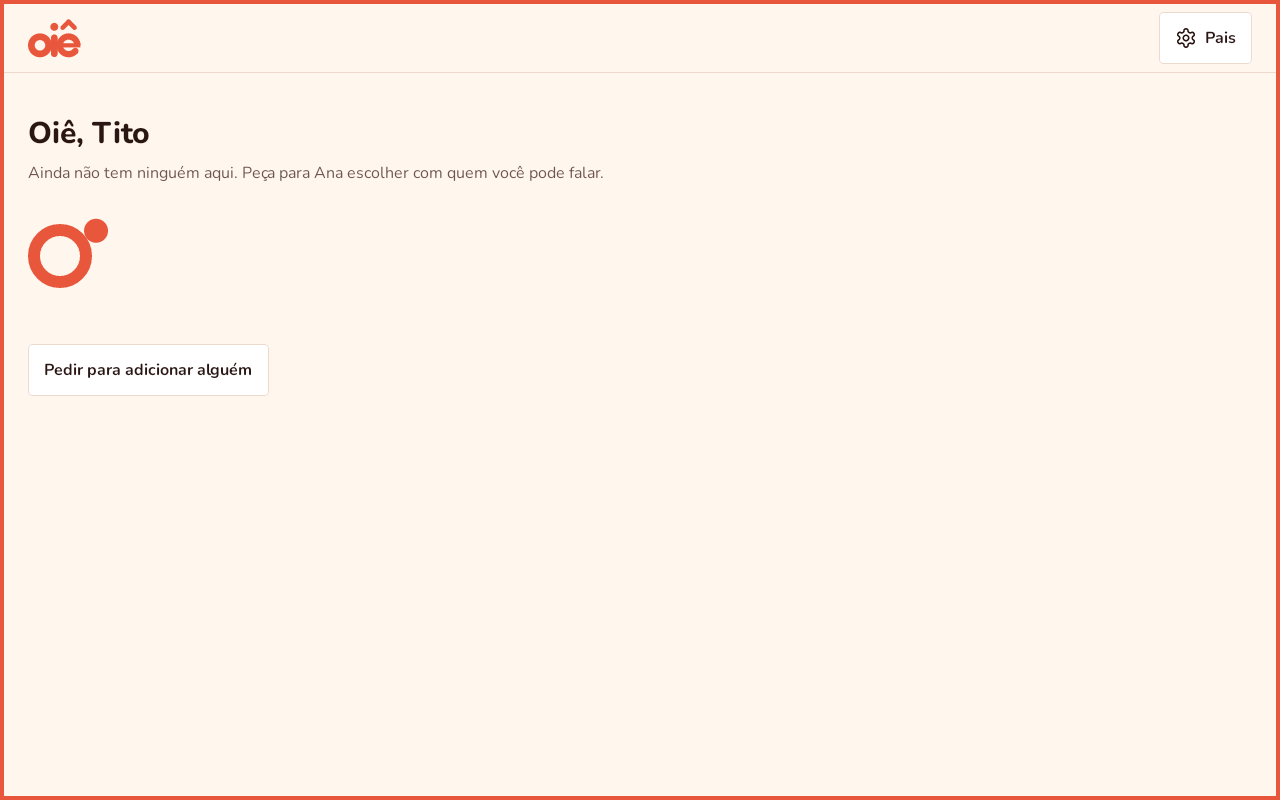 oiê
Pais
Oiê, Tito
Ainda não tem ninguém aqui. Peça para Ana escolher com quem você pode falar.
Pedir para adicionar alguém